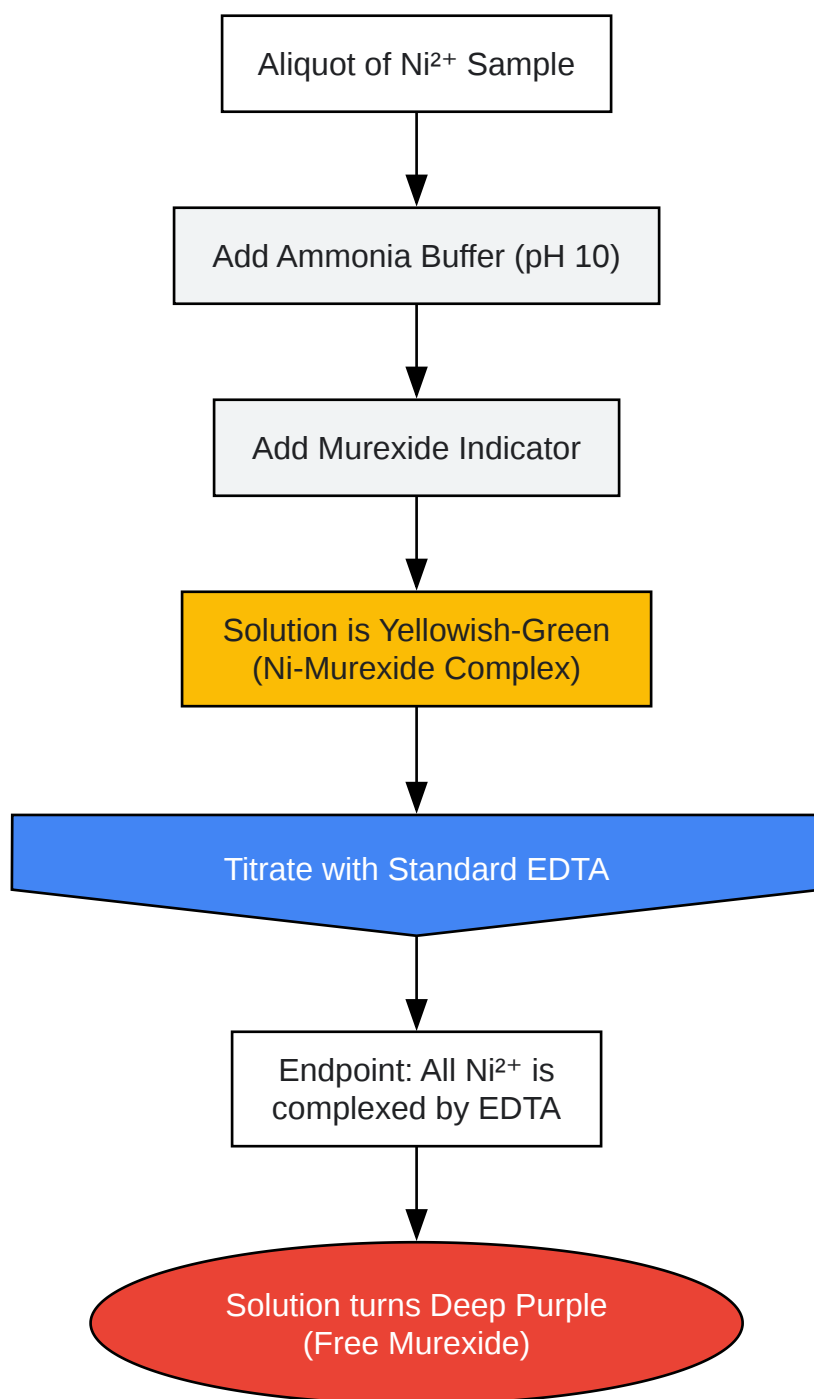 Aliquot of Ni²⁺ Sample
Add Ammonia Buffer (pH 10)
Add Murexide Indicator
Solution is Yellowish-Green
(Ni-Murexide Complex)
Titrate with Standard EDTA
Endpoint: All Ni²⁺ is
complexed by EDTA
Solution turns Deep Purple
(Free Murexide)